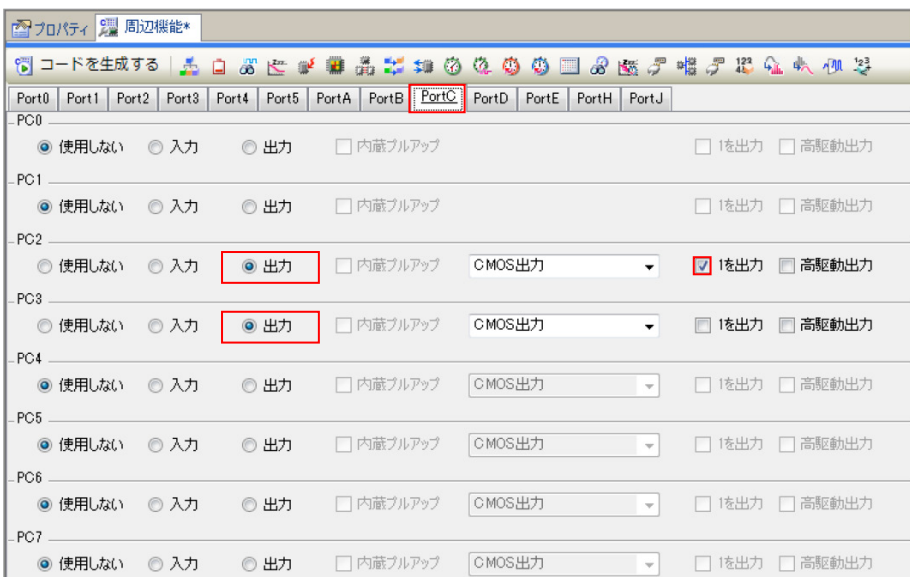 プロパティ 周辺機能*
コードを生成する
Port0 Port1 Port2 Port3 Port4 Port5 PortA PortB PortC PortD PortE PortH PortJ
PC0
使用しない 入力 出力 内蔵プルアップ 1を出力 高駆動出力
PC1
使用しない 入力 出力 内蔵プルアップ 1を出力 高駆動出力
PC2
使用しない 入力 出力 内蔵プルアップ CMOS出力 1を出力 高駆動出力
PC3
使用しない 入力 出力 内蔵プルアップ CMOS出力 1を出力 高駆動出力
PC4
使用しない 入力 出力 内蔵プルアップ CMOS出力 1を出力 高駆動出力
PC5
使用しない 入力 出力 内蔵プルアップ CMOS出力 1を出力 高駆動出力
PC6
使用しない 入力 出力 内蔵プルアップ CMOS出力 1を出力 高駆動出力
PC7
使用しない 入力 出力 内蔵プルアップ CMOS出力 1を出力 高駆動出力